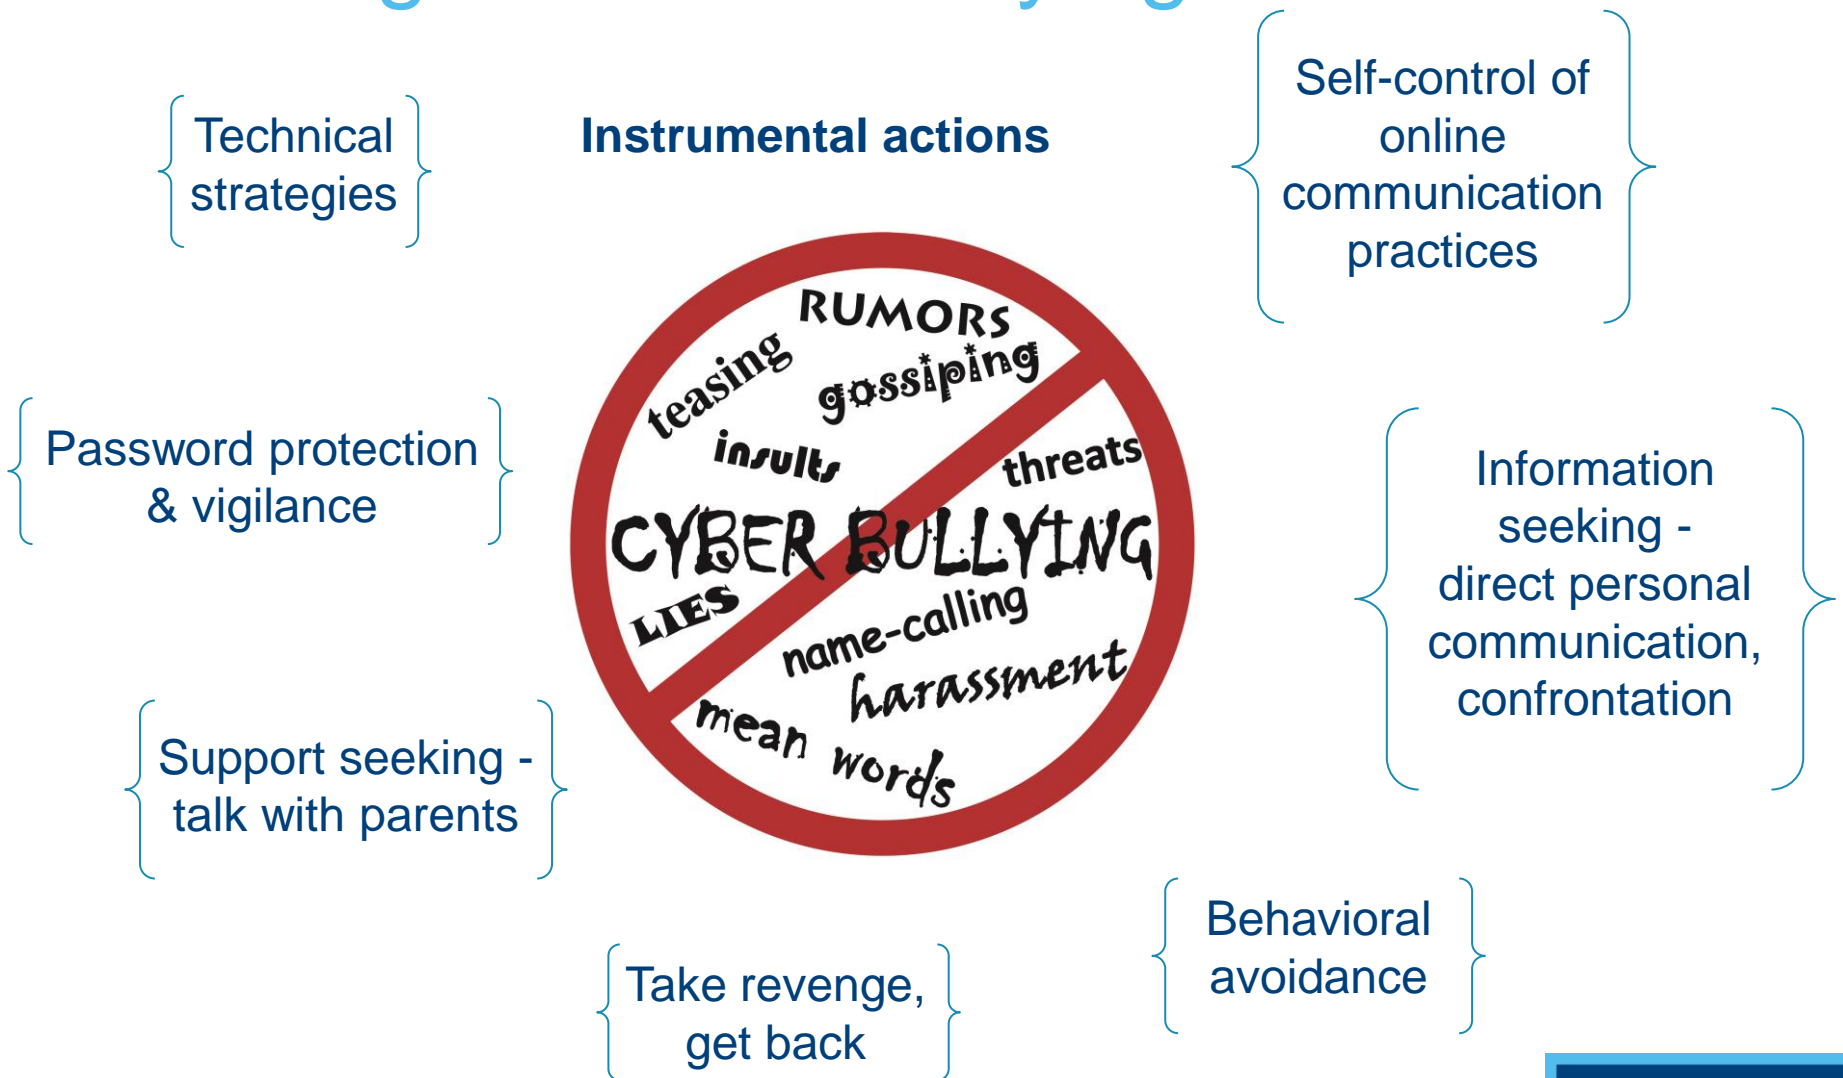 Technical
strategies
Instrumental actions
Self-control of
online
communication
practices
RUMORS
teasing
gossiping
insults
threats
CYBER BULLYING
LIES
name-calling
harassment
mean words
Password protection
& vigilance
Information
seeking -
direct personal
communication,
confrontation
Support seeking -
talk with parents
Behavioral
avoidance
Take revenge,
get back